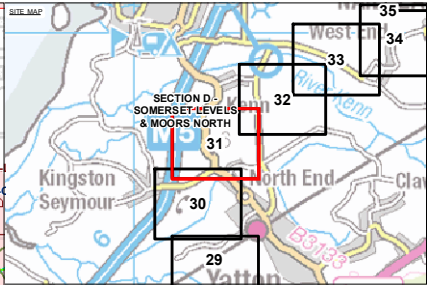 SITE MAP
35
West End
34
33
River Kenn
SECTION D -
SOMERSET LEVELS
& MOORS NORTH
Kenn
32
M5
31
Kingston
Seymour
North End
30
6
B3133
29
Yatton